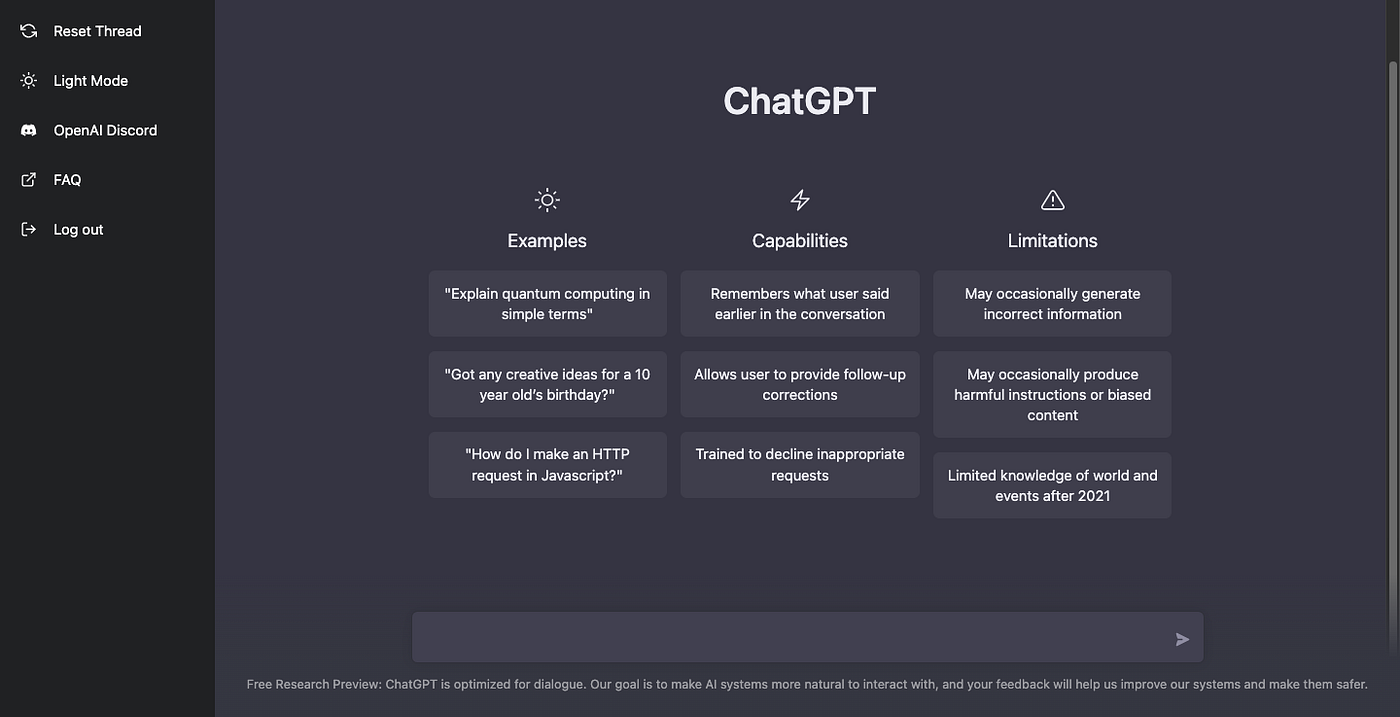 Reset Thread
Light Mode
OpenAI Discord
FAQ
Log out
ChatGPT
Examples
"Explain quantum computing in
simple terms"
"Got any creative ideas for a 10
year old’s birthday?"
"How do I make an HTTP
request in Javascript?"
Capabilities
Remembers what user said
earlier in the conversation
Allows user to provide follow-up
corrections
Trained to decline inappropriate
requests
Limitations
May occasionally generate
incorrect information
May occasionally produce
harmful instructions or biased
content
Limited knowledge of world and
events after 2021
Free Research Preview: ChatGPT is optimized for dialogue. Our goal is to make AI systems more natural to interact with, and your feedback will help us improve our systems and make them safer.